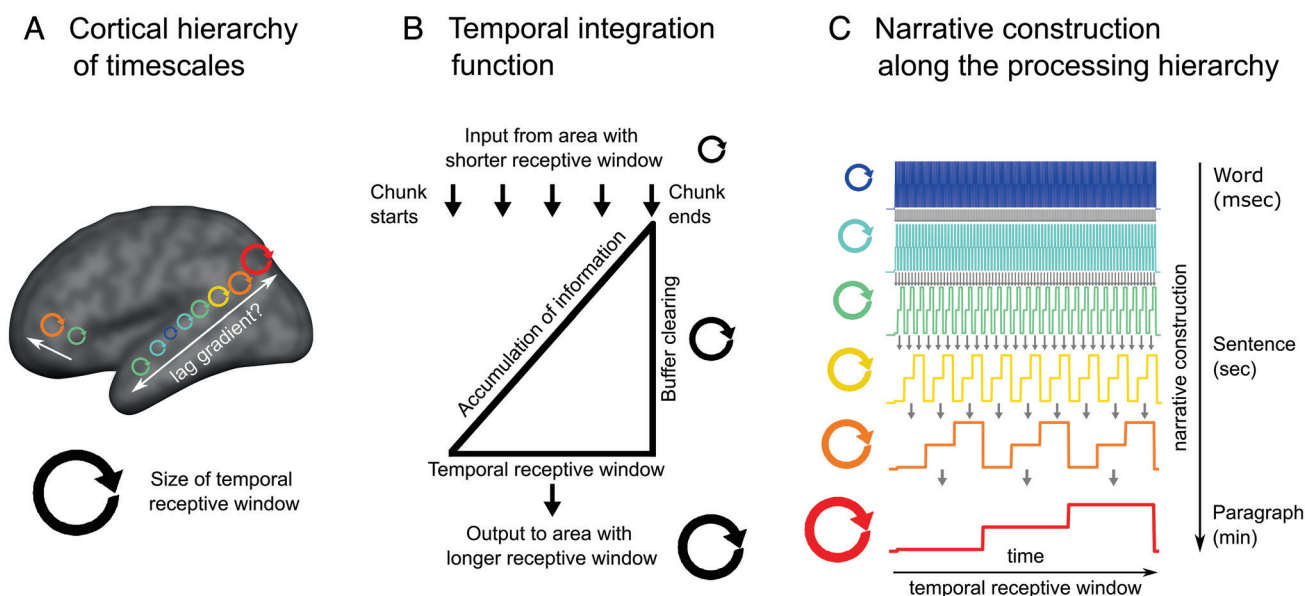 A Cortical hierarchy
of timescales
lag gradient?
Size of temporal
receptive window
B Temporal integration
function
Input from area with
shorter receptive window
Chunk
starts
Chunk
ends
Accumulation of information
Buffer clearing
Temporal receptive window
Output to area with
longer receptive window
C Narrative construction
along the processing hierarchy
Word
(msec)
Sentence
(sec)
Paragraph
(min)
narrative construction
time
temporal receptive window